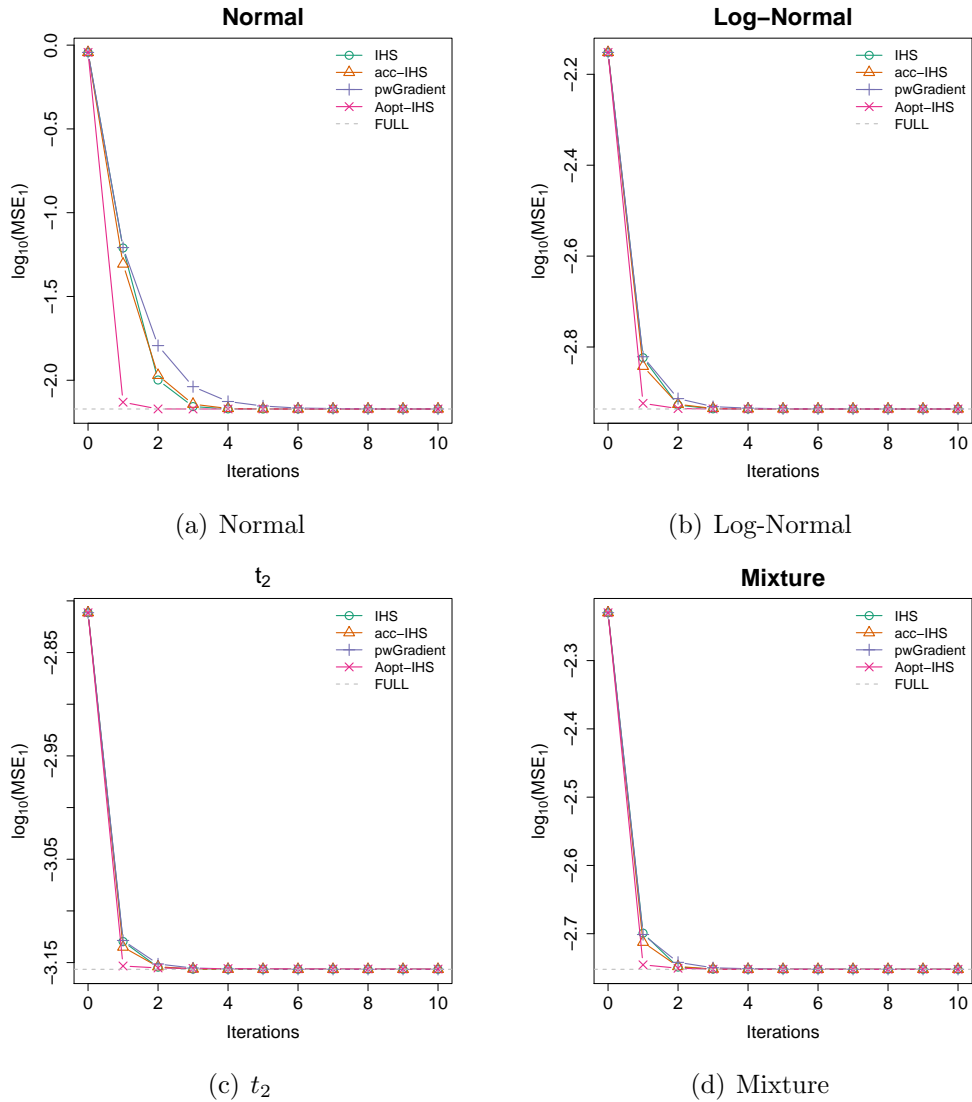 Normal
0.0
−0.5
−1.0
−1.5
−2.0
log10(MSE1)
0 2 4 6 8 10
Iterations
IHS
acc−IHS
pwGradient
Aopt−IHS
FULL
(a) Normal
Log−Normal
−2.2
−2.4
−2.6
−2.8
log10(MSE1)
0 2 4 6 8 10
Iterations
IHS
acc−IHS
pwGradient
Aopt−IHS
FULL
(b) Log-Normal
t2
−2.85
−2.95
−3.05
−3.15
log10(MSE1)
0 2 4 6 8 10
Iterations
IHS
acc−IHS
pwGradient
Aopt−IHS
FULL
(c) t2
Mixture
−2.3
−2.4
−2.5
−2.6
−2.7
log10(MSE1)
0 2 4 6 8 10
Iterations
IHS
acc−IHS
pwGradient
Aopt−IHS
FULL
(d) Mixture